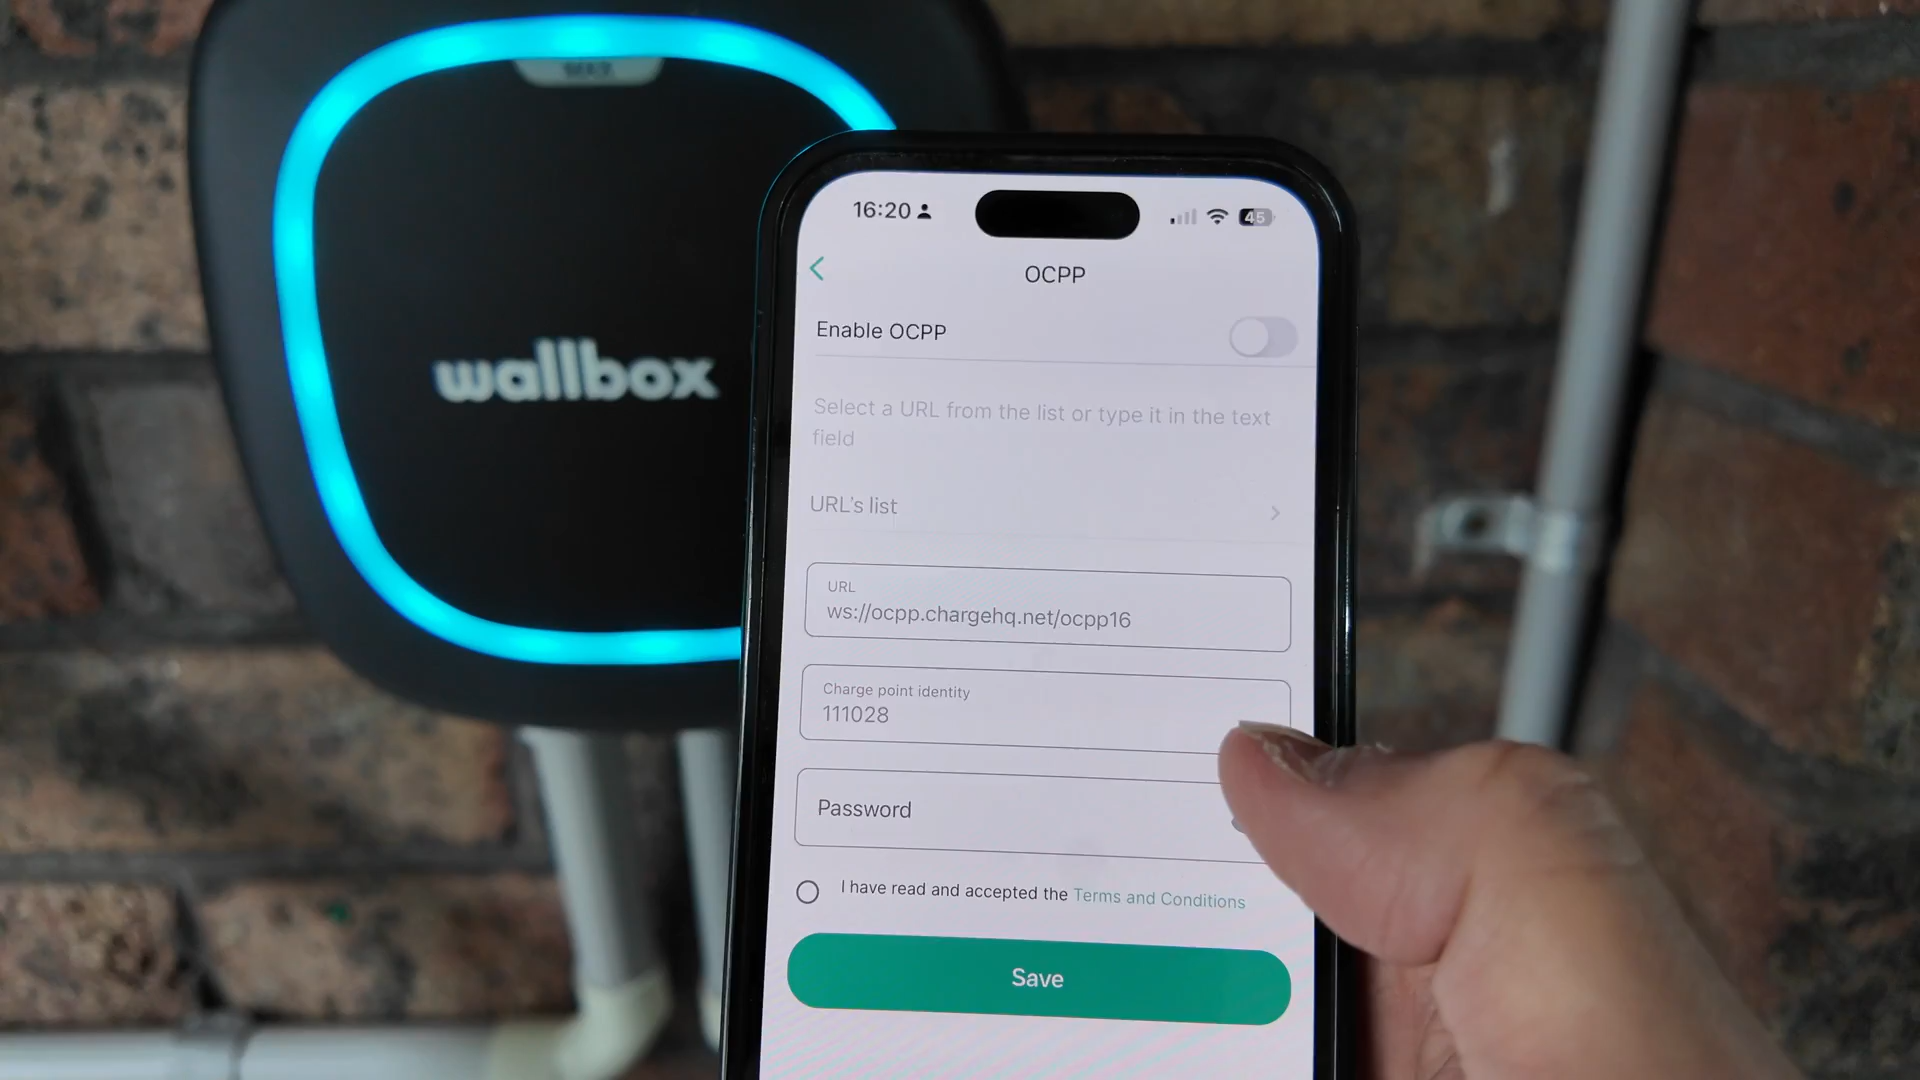 MAX
wallbox
16:20
45
OCPP
Enable OCPP
Select a URL from the list or type it in the text
field
URL's list
URL
ws://ocpp.chargehq.net/ocpp16
Charge point identity
111028
Password
I have read and accepted the Terms and Conditions
Save